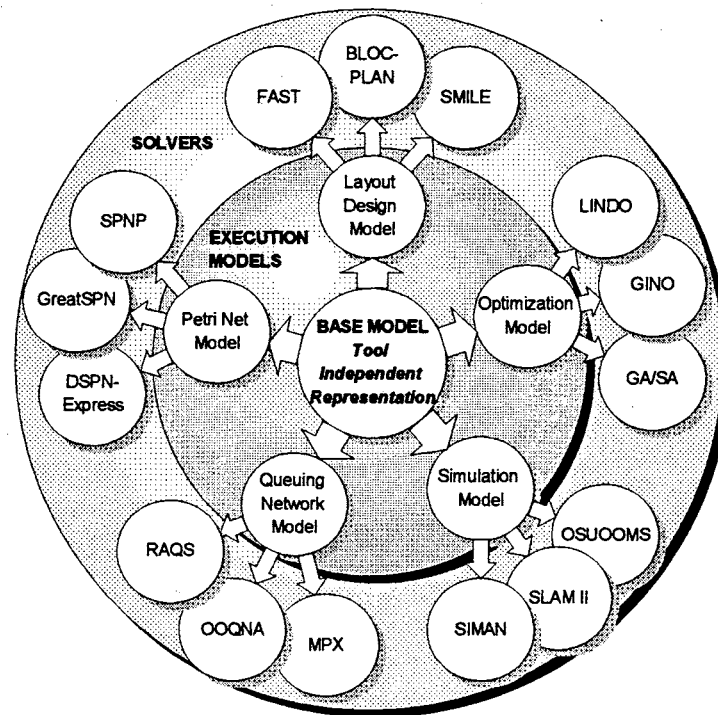 BLOC-
PLAN
FAST
SMILE
SOLVERS
Layout
Design
Model
LINDO
SPNP
EXECUTION
MODELS
GreatSPN
GINO
Petri Net
Model
BASE MODEL
Tool
Independent
Representation
Optimization
Model
DSPN-
Express
GA/SA
Queuing
Network
Model
Simulation
Model
RAQS
OSUOOMS
OOQNA
MPX
SIMAN
SLAM II